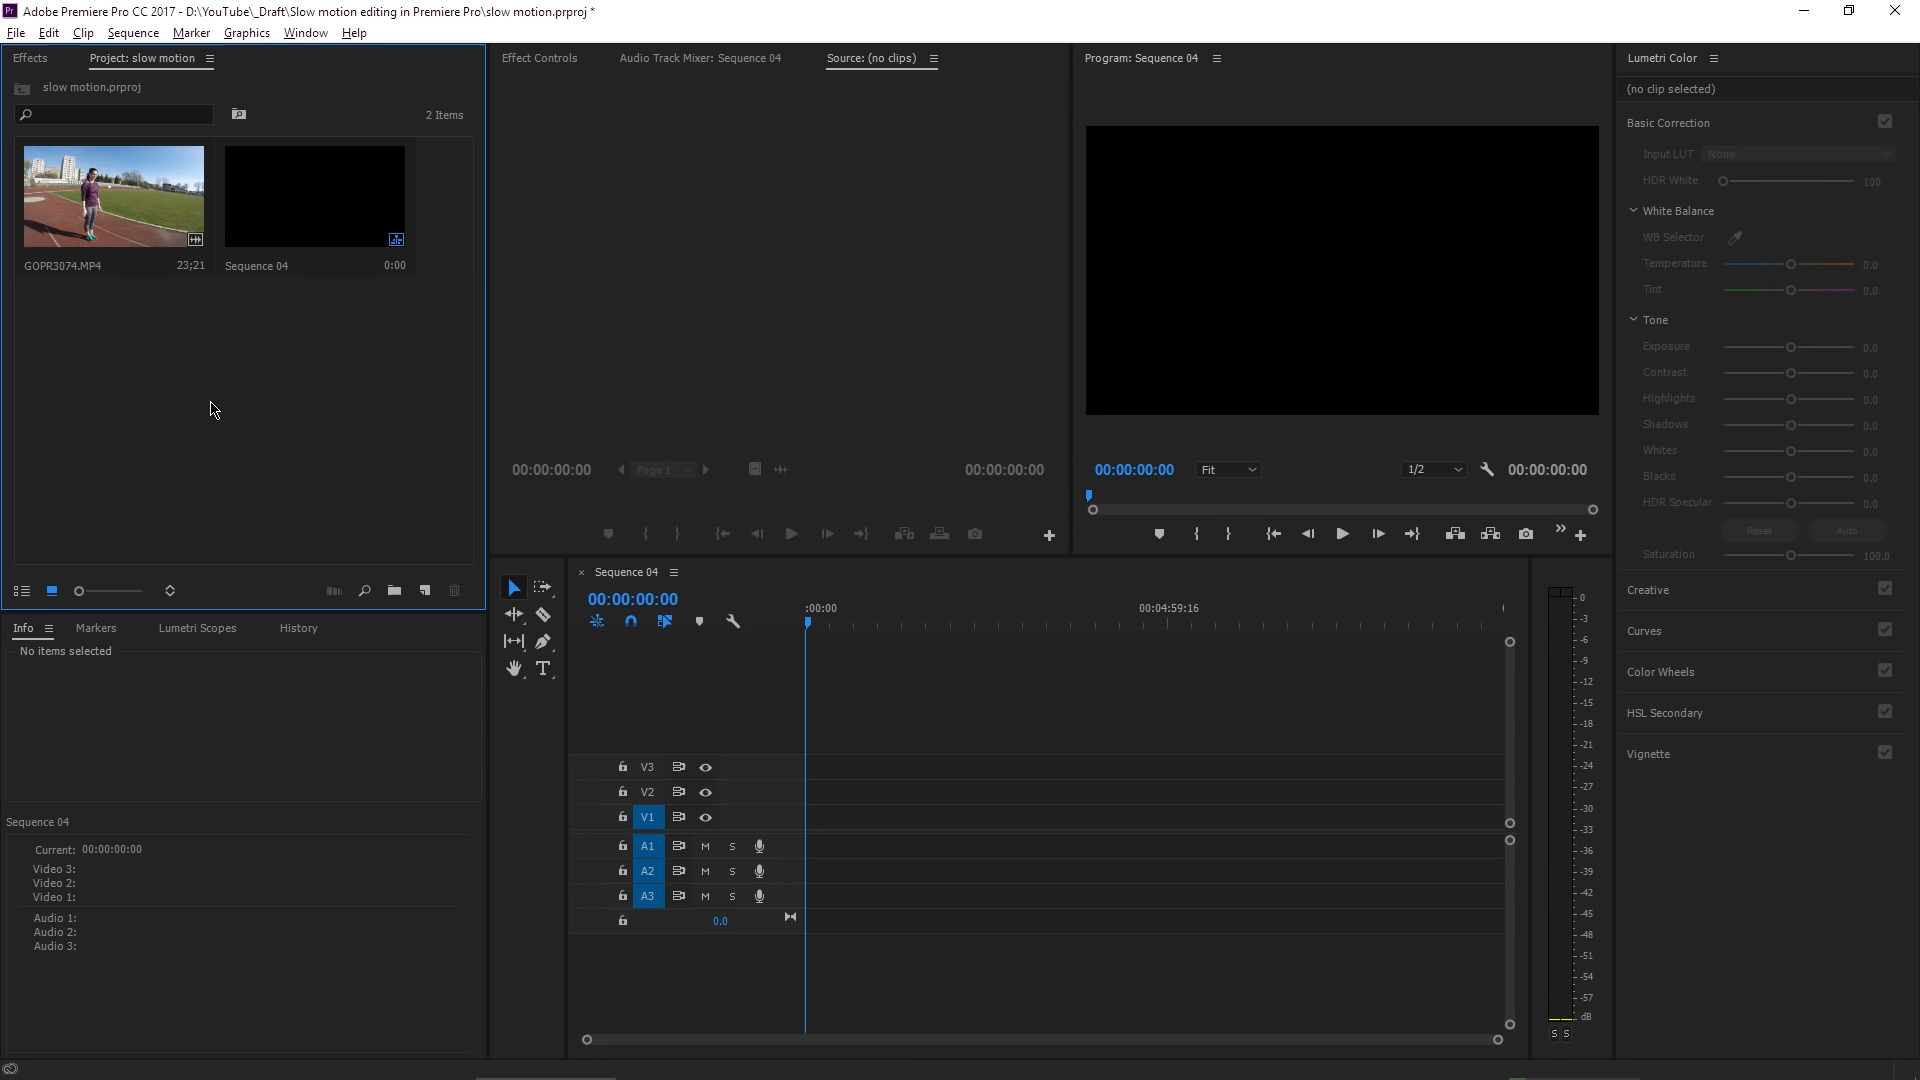 Pr Adobe Premiere Pro CC 2017 - D:\YouTube\_Draft\Slow motion editing in Premiere Pro\slow motion.prproj *
File Edit Clip Sequence Marker Graphics Window Help
Effects Project: slow motion
slow motion.prproj
2 Items
GOPR3074.MP4 23;21
Sequence 04 0:00
Effect Controls Audio Track Mixer: Sequence 04 Source: (no clips)
00:00:00:00 Page 1 00:00:00:00
Program: Sequence 04
00:00:00:00 Fit 1/2 00:00:00:00
Lumetri Color
(no clip selected)
Basic Correction
Input LUT None
HDR White 100
White Balance
WB Selector
Temperature 0.0
Tint 0.0
Tone
Exposure 0.0
Contrast 0.0
Highlights 0.0
Shadows 0.0
Whites 0.0
Blacks 0.0
HDR Specular 0.0
Reset Auto
Saturation 100.0
Creative
Curves
Color Wheels
HSL Secondary
Vignette
Info Markers Lumetri Scopes History
No items selected
Sequence 04
Current: 00:00:00:00
Video 3:
Video 2:
Video 1:
Audio 1:
Audio 2:
Audio 3:
× Sequence 04
00:00:00:00
:00:00 00:04:59:16
V3
V2
V1
A1 M S
A2 M S
A3 M S
0.0
0
-3
-6
-9
-12
-15
-18
-21
-24
-27
-30
-33
-36
-39
-42
-45
-48
-51
-54
-57
dB
S S